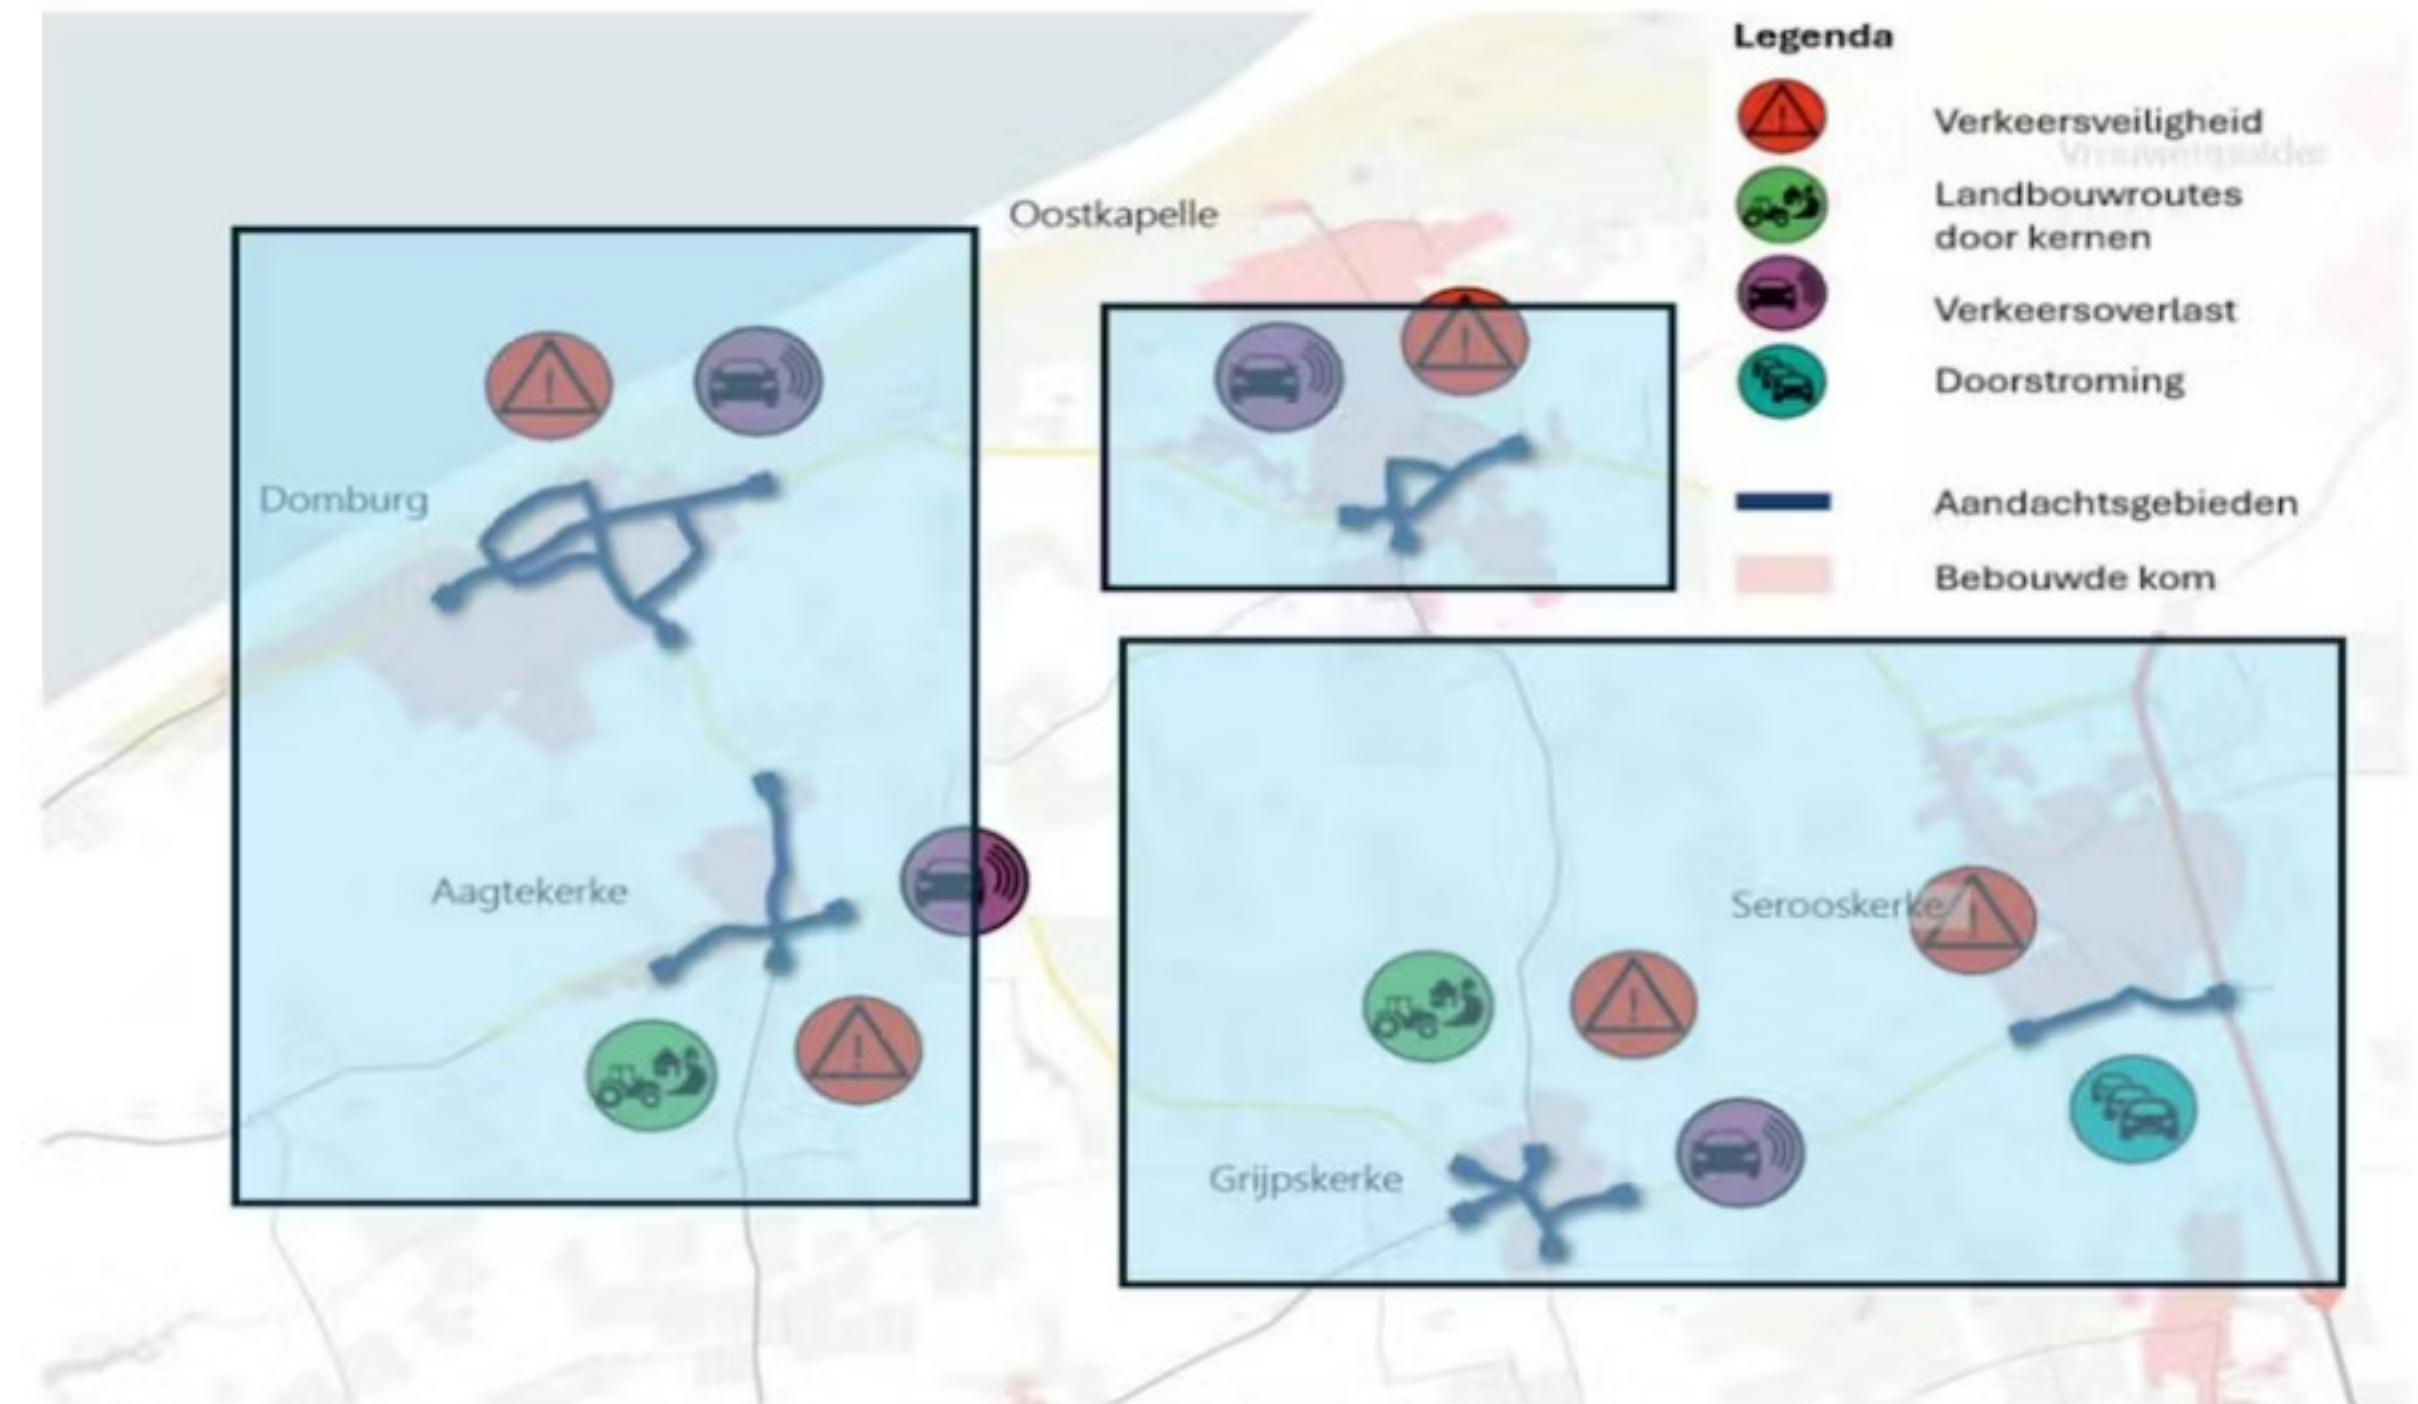 Legenda
Verkeersveiligheid
Landbouwroutes
door kernen
Verkeersoverlast
Doorstroming
Aandachtsgebieden
Bebouwde kom
Oostkapelle
Domburg
Aagtekerke
Serooskerke
Grijpskerke